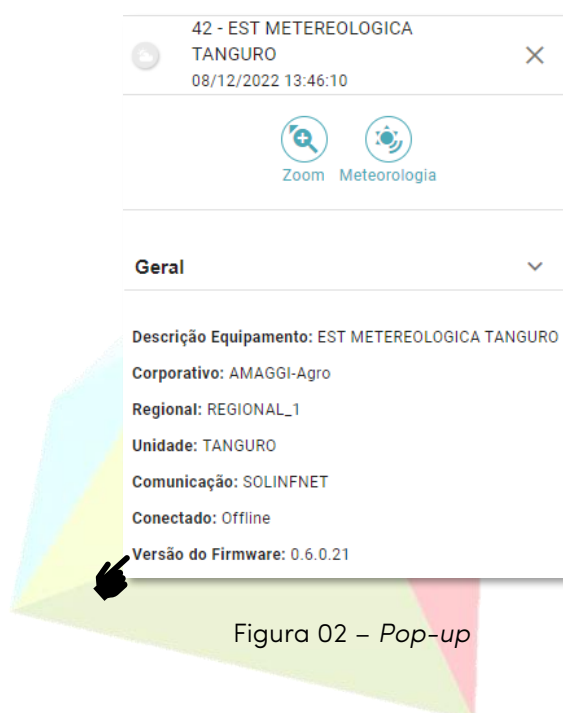 42 - EST METEREOLOGICA
TANGURO
08/12/2022 13:46:10
Zoom Meteorologia
Geral
Descrição Equipamento: EST METEREOLOGICA TANGURO
Corporativo: AMAGGI-Agro
Regional: REGIONAL_1
Unidade: TANGURO
Comunicação: SOLINFNET
Conectado: Offline
Versão do Firmware: 0.6.0.21
Figura 02 – Pop-up